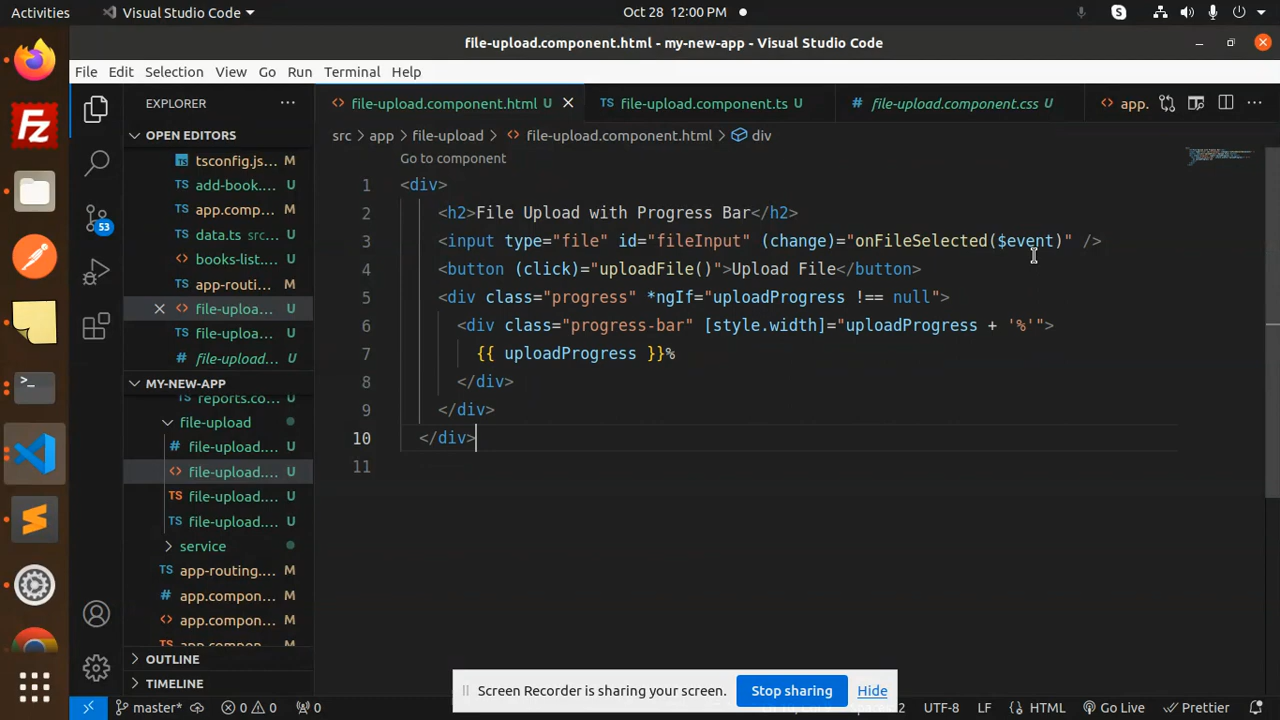 Activities
Visual Studio Code
Oct 28 12:00 PM
file-upload.component.html - my-new-app - Visual Studio Code
File Edit Selection View Go Run Terminal Help
EXPLORER
file-upload.component.html U
file-upload.component.ts U
file-upload.component.css U
app.
OPEN EDITORS
src > app > file-upload > file-upload.component.html > div
tsconfig.js... M
add-book.... U
app.comp... M
data.ts src... U
books-list.... U
app-routi... M
file-uploa... U
file-uploa... U
file-upload... U
MY-NEW-APP
reports.co...
file-upload
file-upload.... U
file-upload.... U
file-upload.... U
file-upload.... U
service
app-routing.... M
app.compon... M
app.compon... M
OUTLINE
TIMELINE
53
Go to component
1 <div>
2 <h2>File Upload with Progress Bar</h2>
3 <input type="file" id="fileInput" (change)="onFileSelected($event)" />
4 <button (click)="uploadFile()">Upload File</button>
5 <div class="progress" *ngIf="uploadProgress !== null">
6 <div class="progress-bar" [style.width]="uploadProgress + '%'">
7 {{ uploadProgress }}%
8 </div>
9 </div>
10 </div>
11
Screen Recorder is sharing your screen.
Stop sharing
Hide
master*
0 0
0
UTF-8
LF
HTML
Go Live
Prettier